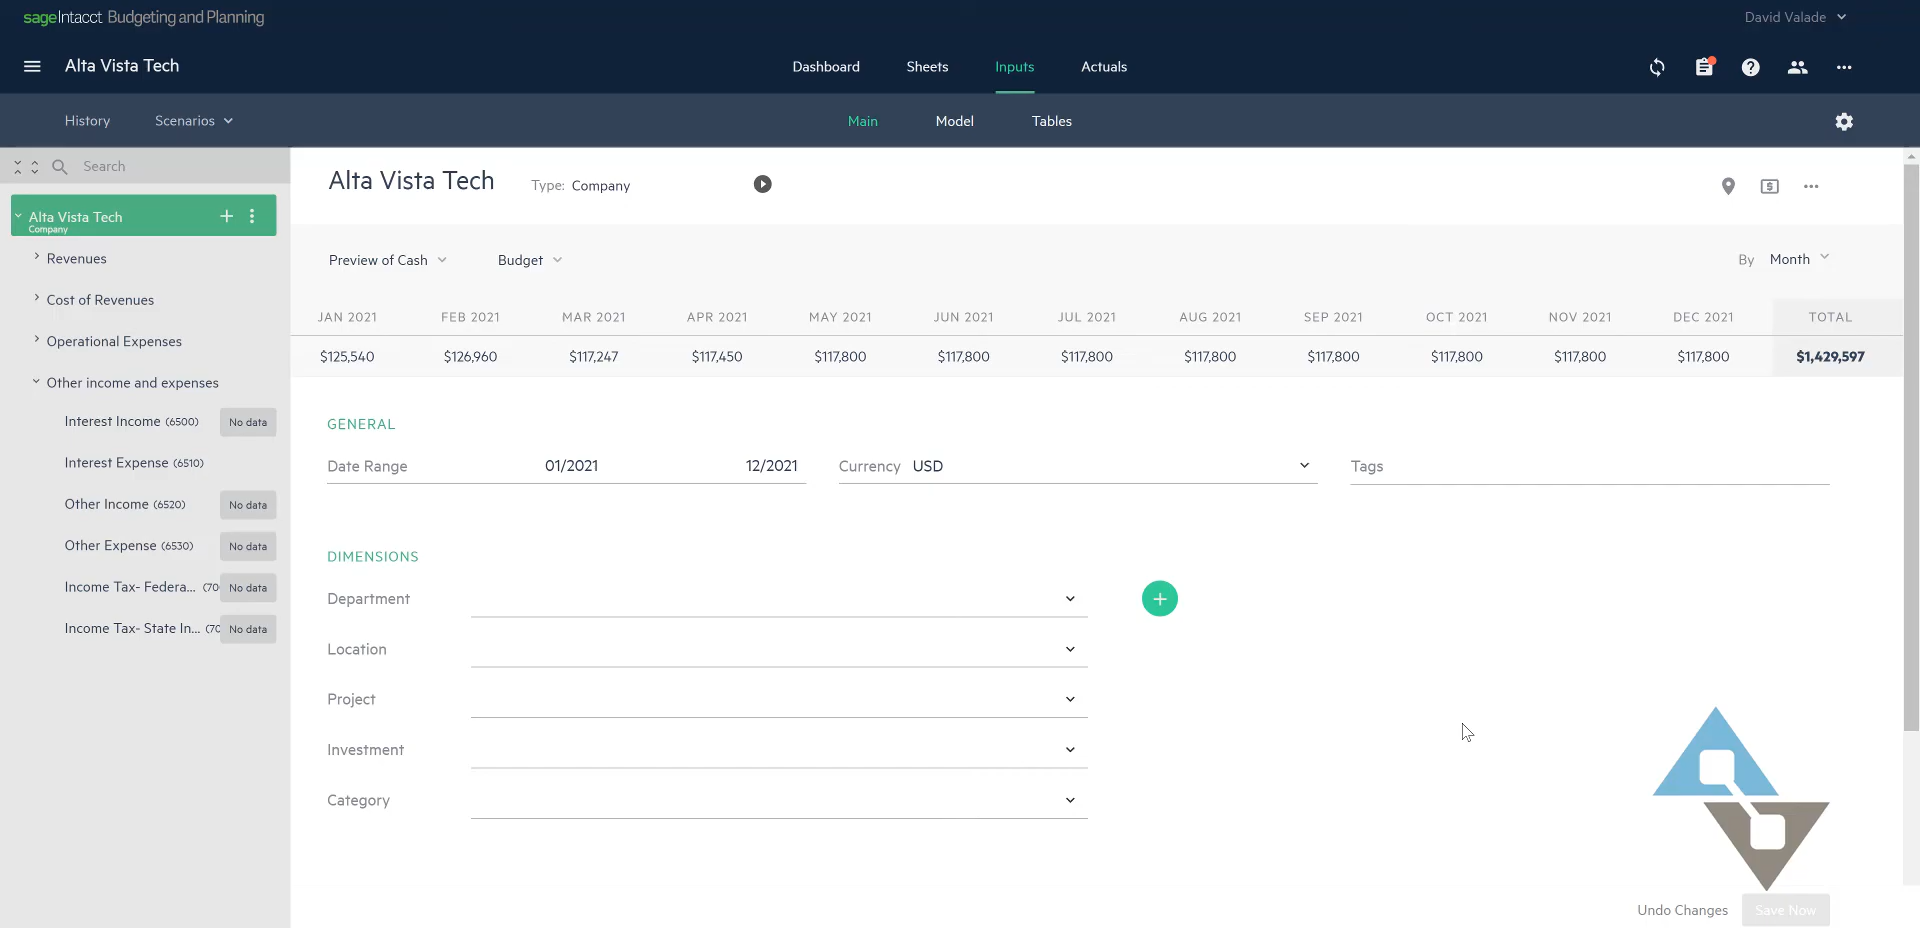 sage Intacct Budgeting and Planning
David Valade
Alta Vista Tech
Dashboard Sheets Inputs Actuals
History Scenarios
Main Model Tables
Search
Alta Vista Tech
Company
Revenues
Cost of Revenues
Operational Expenses
Other income and expenses
Interest Income (6500) No data
Interest Expense (6510)
Other Income (6520) No data
Other Expense (6530) No data
Income Tax- Federa... (70 No data
Income Tax- State In... (70 No data
Alta Vista Tech Type: Company
Preview of Cash Budget By Month
JAN 2021 FEB 2021 MAR 2021 APR 2021 MAY 2021 JUN 2021 JUL 2021 AUG 2021 SEP 2021 OCT 2021 NOV 2021 DEC 2021 TOTAL
$125,540 $126,960 $117,247 $117,450 $117,800 $117,800 $117,800 $117,800 $117,800 $117,800 $117,800 $117,800 $1,429,597
GENERAL
Date Range 01/2021 12/2021 Currency USD Tags
DIMENSIONS
Department
Location
Project
Investment
Category
Undo Changes Save Now